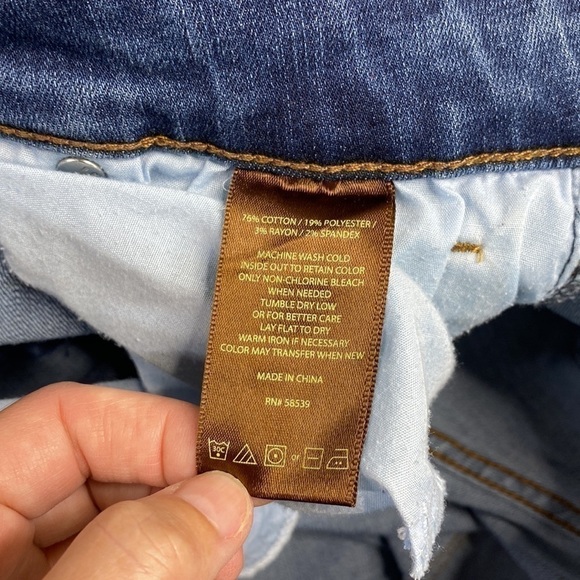 76% COTTON / 19% POLYESTER /
3% RAYON / 2% SPANDEX
MACHINE WASH COLD
INSIDE OUT TO RETAIN COLOR
ONLY NON-CHLORINE BLEACH
WHEN NEEDED
TUMBLE DRY LOW
OR FOR BETTER CARE
LAY FLAT TO DRY
WARM IRON IF NECESSARY
COLOR MAY TRANSFER WHEN NEW
MADE IN CHINA
RN# 58539
30C or